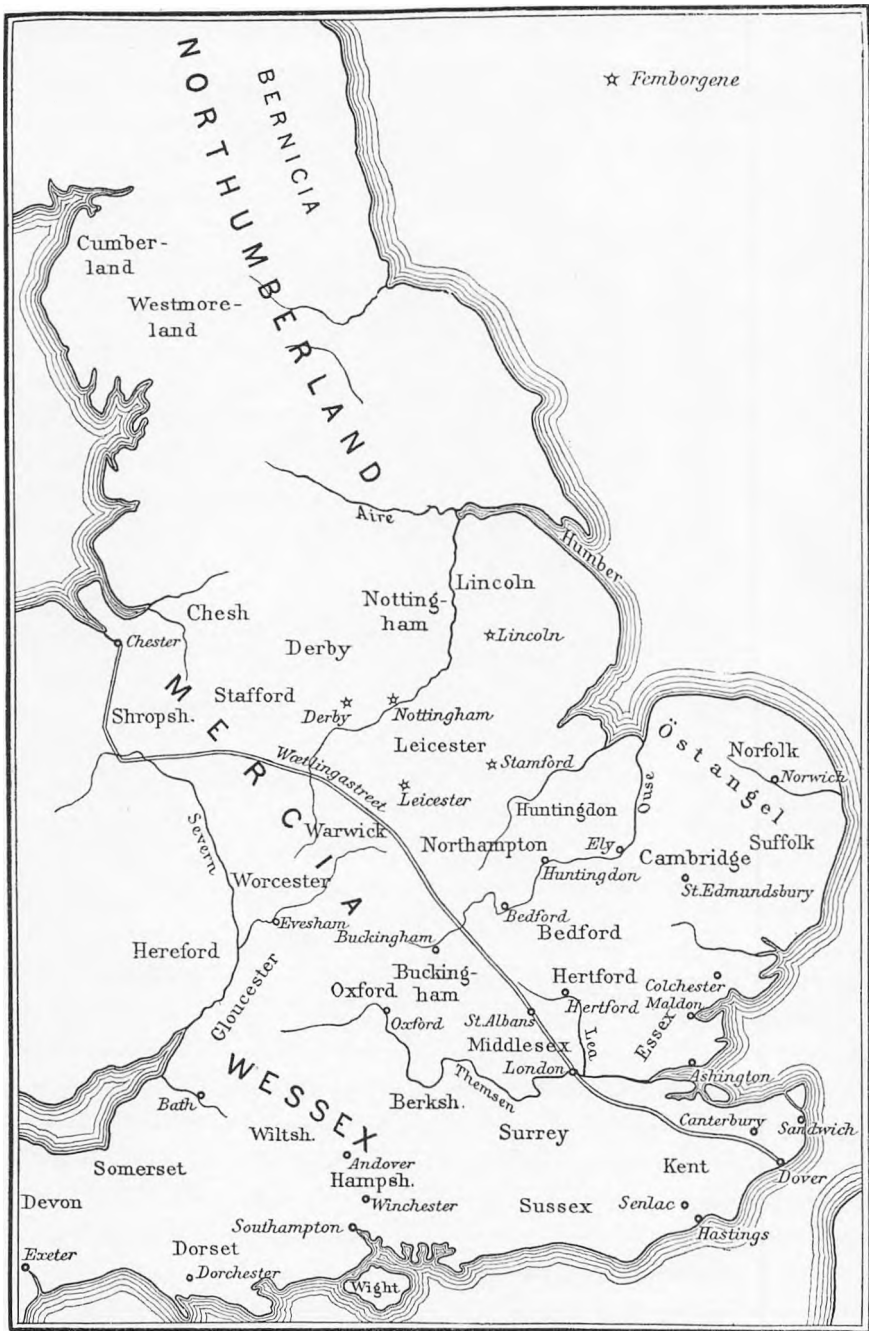 NORTHUMBERLAND
BERNICIA
☆ Femborgene
Cumber-
land
Westmore-
land
Aire
Humber
Lincoln
Notting-
ham
Chesh
Lincoln
Chester
Derby
MERCIA
Stafford
Shropsh.
Derby
Nottingham
Leicester
Östangel
Norfolk
Norwich
Wætlingastreet
Stamford
Leicester
Huntingdon
Ouse
Severn
Warwick
Northampton
Ely
Cambridge
Suffolk
Huntingdon
St. Edmundsbury
Worcester
Evesham
Bedford
Bedford
Buckingham
Hereford
Gloucester
Bucking-
ham
Hertford
Colchester
Oxford
Hertford
Maldon
Oxford
St. Albans
Lea
Essex
Middlesex
WESSEX
London
Ashington
Themsen
Bath
Berksh.
Canterbury
Sandwich
Wiltsh.
Surrey
Somerset
Andover
Kent
Dover
Hampsh.
Devon
Winchester
Sussex
Senlac
Southampton
Hastings
Dorset
Exeter
Dorchester
Wight